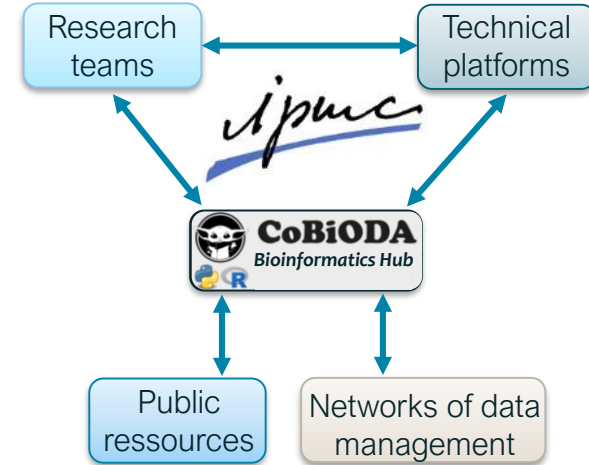 Research
teams
Technical
platforms
ipmc
CoBiODA
Bioinformatics Hub
R
Public
ressources
Networks of data
management